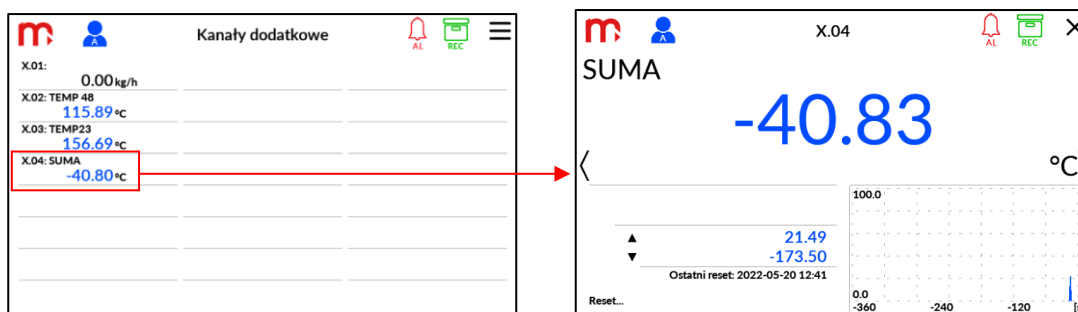 Kanały dodatkowe
A
AL
REC
X.01:
0.00 kg/h
X.02: TEMP 48
115.89 °C
X.03: TEMP23
156.69 °C
X.04: SUMA
-40.80 °C
X.04
A
AL
REC
SUMA
-40.83
°C
▲ 21.49
▼ -173.50
Ostatni reset: 2022-05-20 12:41
Reset...
100.0
0.0
-360 -240 -120